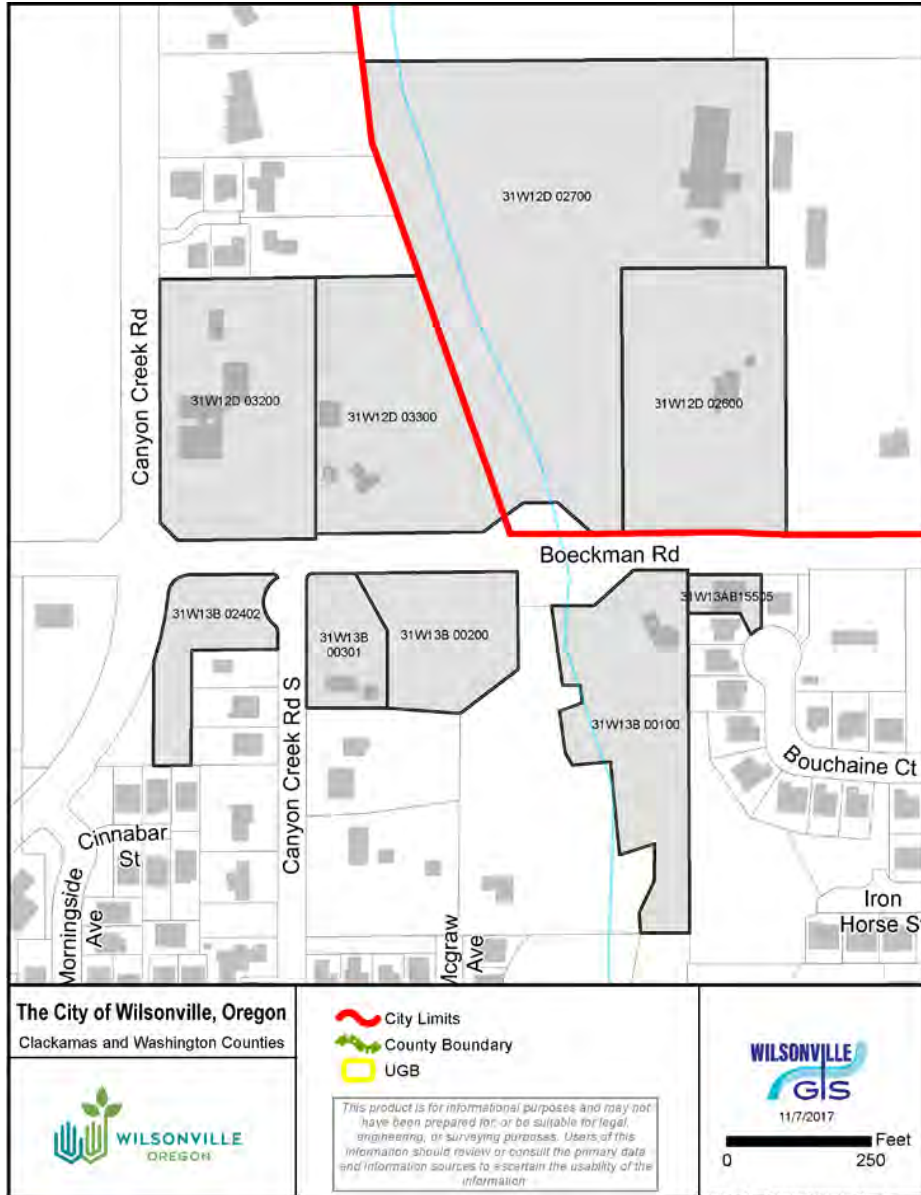 31W12D 02700
Canyon Creek Rd
31W12D 03200
31W12D 03300
31W12D 02600
Boeckman Rd
31W13B 02402
31W13B
00301
31W13B 00200
31W13AB15505
31W13B 00100
Canyon Creek Rd S
Bouchaine Ct
Cinnabar
St
Morningside
Ave
Mcgraw
Ave
Iron
Horse S
The City of Wilsonville, Oregon
Clackamas and Washington Counties
WILSONVILLE
OREGON
City Limits
County Boundary
UGB
This product is for informational purposes and may not
have been prepared for, or be suitable for legal,
engineering, or surveying purposes. Users of this
information should review or consult the primary data
and information sources to ascertain the usability of the
information
WILSONVILLE
GIS
11/7/2017
Feet
0 250